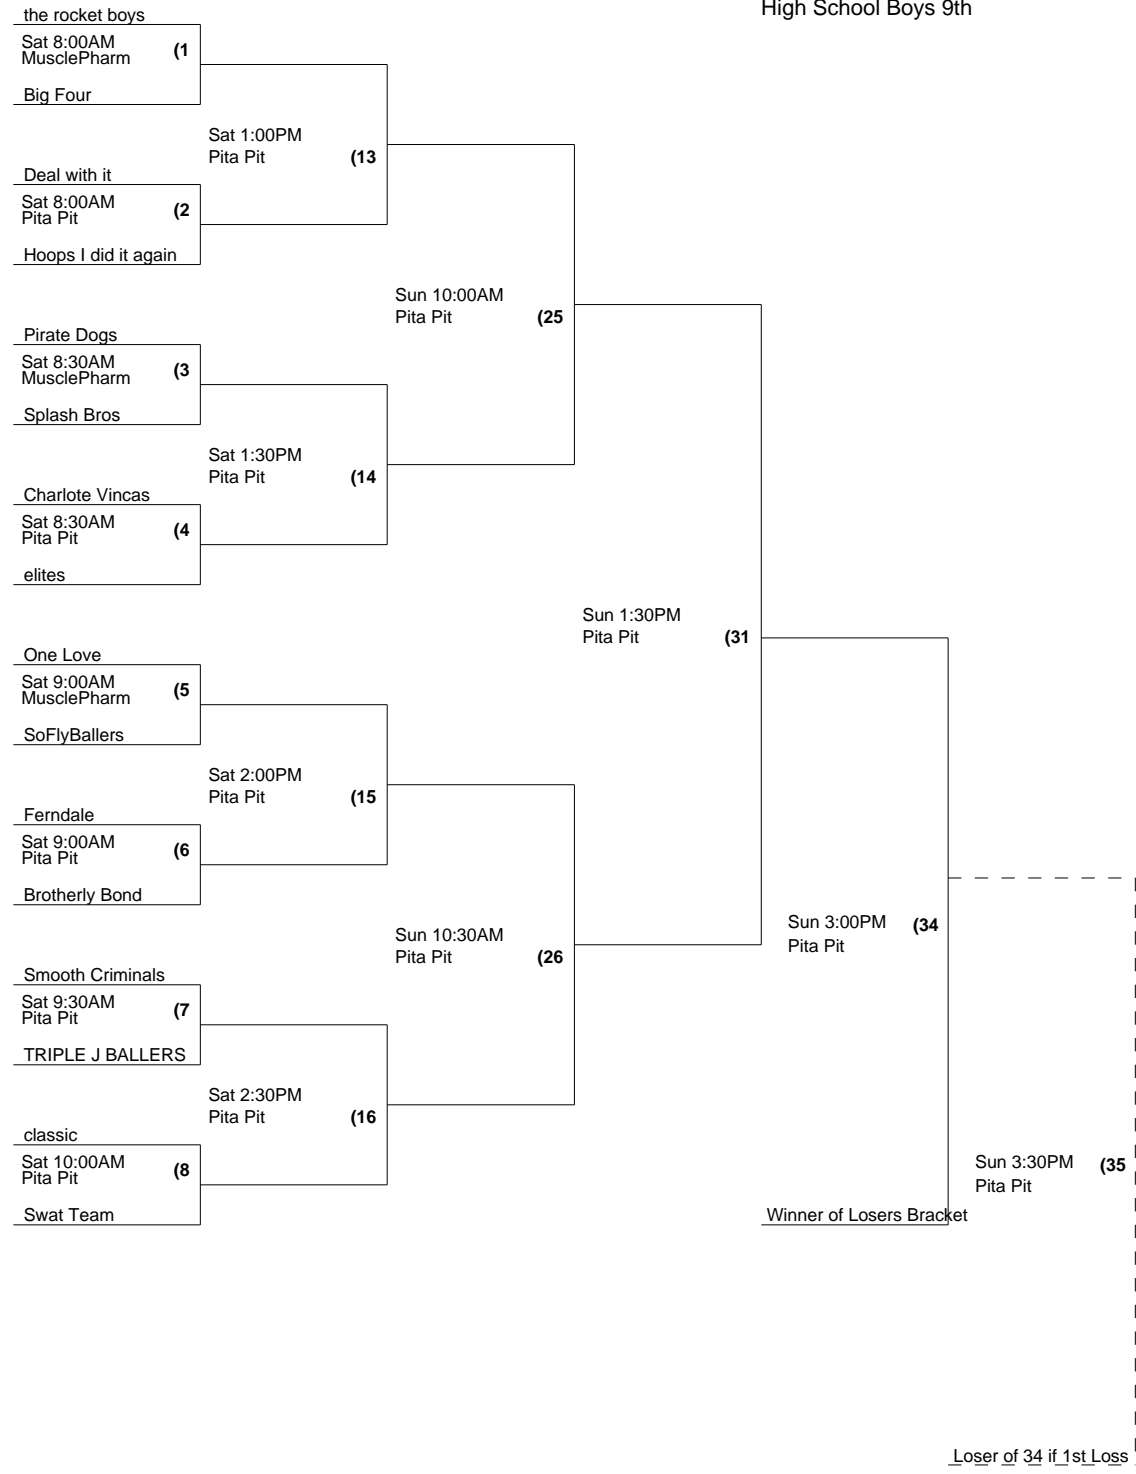 High School Boys 9th
the rocket boys
Sat 8:00AM
MusclePharm
(1
Big Four
Sat 1:00PM
Pita Pit
(13
Deal with it
Sat 8:00AM
Pita Pit
(2
Hoops I did it again
Sun 10:00AM
Pita Pit
(25
Pirate Dogs
Sat 8:30AM
MusclePharm
(3
Splash Bros
Sat 1:30PM
Pita Pit
(14
Charlote Vincas
Sat 8:30AM
Pita Pit
(4
elites
Sun 1:30PM
Pita Pit
(31
One Love
Sat 9:00AM
MusclePharm
(5
SoFlyBallers
Sat 2:00PM
Pita Pit
(15
Ferndale
Sat 9:00AM
Pita Pit
(6
Brotherly Bond
Sun 10:30AM
Pita Pit
(26
Sun 3:00PM
Pita Pit
(34
Smooth Criminals
Sat 9:30AM
Pita Pit
(7
TRIPLE J BALLERS
Sat 2:30PM
Pita Pit
(16
classic
Sat 10:00AM
Pita Pit
(8
Swat Team
Sun 3:30PM
Pita Pit
(35
Winner of Losers Bracket
Loser of 34 if 1st Loss